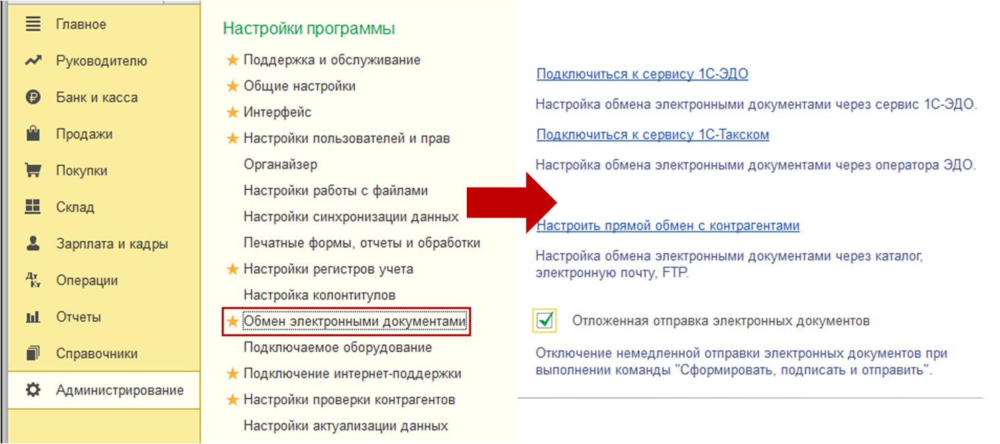 Главное
Руководителю
Банк и касса
Продажи
Покупки
Склад
Зарплата и кадры
Дт
Кт
Операции
Отчеты
Справочники
Администрирование
Настройки программы
Поддержка и обслуживание
Общие настройки
Интерфейс
Настройки пользователей и прав
Органайзер
Настройки работы с файлами
Настройки синхронизации данных
Печатные формы, отчеты и обработки
Настройки регистров учета
Настройка колонтитулов
Обмен электронными документами
Подключаемое оборудование
Подключение интернет-поддержки
Настройки проверки контрагентов
Настройки актуализации данных
Подключиться к сервису 1С-ЭДО
Настройка обмена электронными документами через сервис 1С-ЭДО.
Подключиться к сервису 1С-Такском
Настройка обмена электронными документами через оператора ЭДО.
Настроить прямой обмен с контрагентами
Настройка обмена электронными документами через каталог,
электронную почту, FTP.
Отложенная отправка электронных документов
Отключение немедленной отправки электронных документов при
выполнении команды "Сформировать, подписать и отправить".